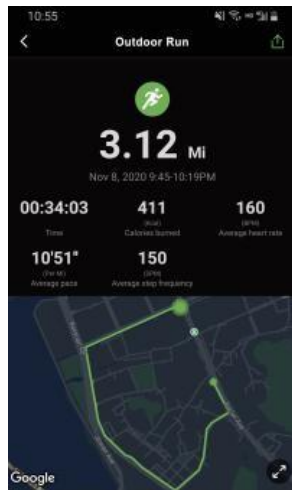 10:55
Outdoor Run
3.12 Mi
Nov 8, 2020 9:45-10:19PM
00:34:03 411 160
(Kcal) (BPM)
Time Calories burned Average heart rate
10'51" 150
(Per Mi) (SPM)
Average pace Average step frequency
Google